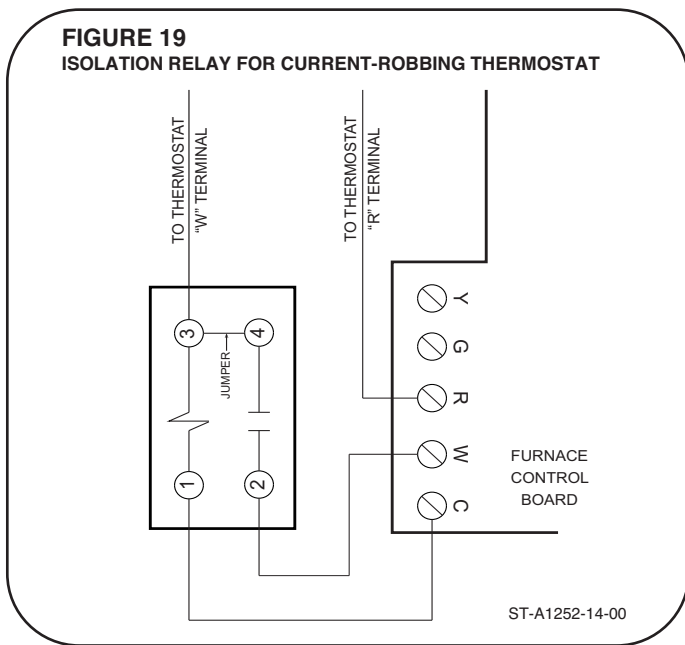 FIGURE 19
ISOLATION RELAY FOR CURRENT-ROBBING THERMOSTAT
TO THERMOSTAT
“W” TERMINAL
TO THERMOSTAT
“R” TERMINAL
3
4
JUMPER
1
2
Y
G
R
W
C
FURNACE
CONTROL
BOARD
ST-A1252-14-00